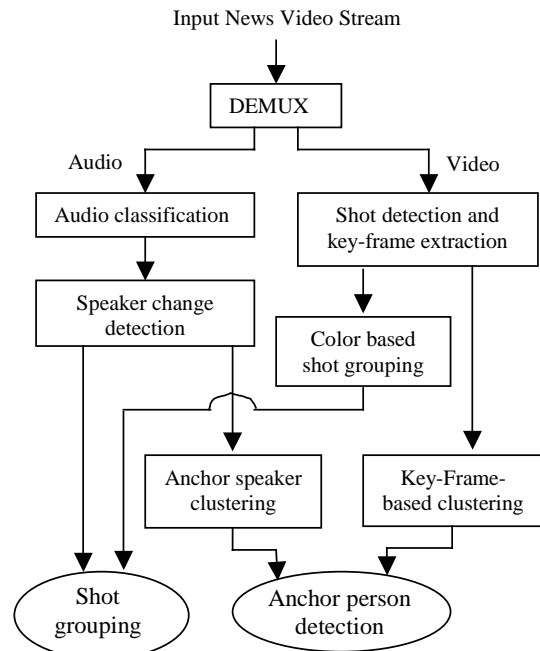 Input News Video Stream
DEMUX
Audio
Video
Audio classification
Shot detection and
key-frame extraction
Speaker change
detection
Color based
shot grouping
Anchor speaker
clustering
Key-Frame-
based clustering
Shot
grouping
Anchor person
detection